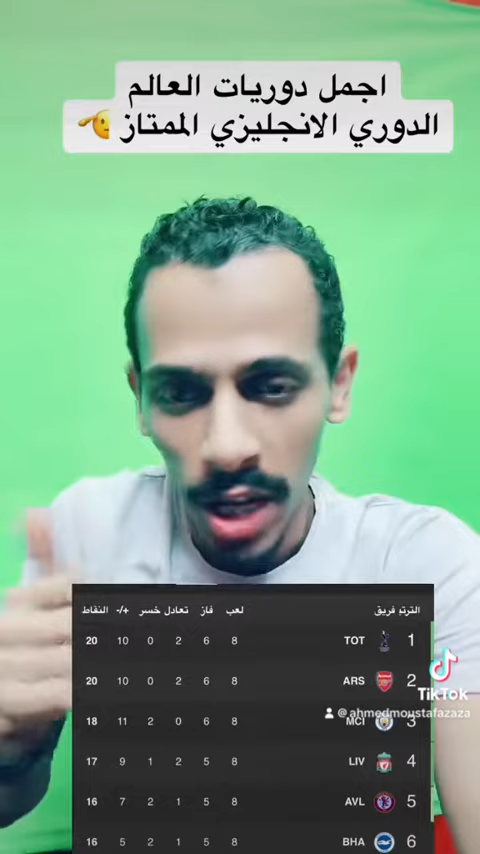 اجمل دوريات العالم
الدوري الانجليزي الممتاز
الترتي فريق لعب فاز تعادل خسر +/- النقاط
1 TOT 8 6 2 0 10 20
2 ARS 8 6 2 0 10 20
3 MCI 8 6 0 2 11 18
4 LIV 8 5 2 1 9 17
5 AVL 8 5 1 2 7 16
6 BHA 8 5 1 2 5 16
TikTok
@ahmedmoustafazaza